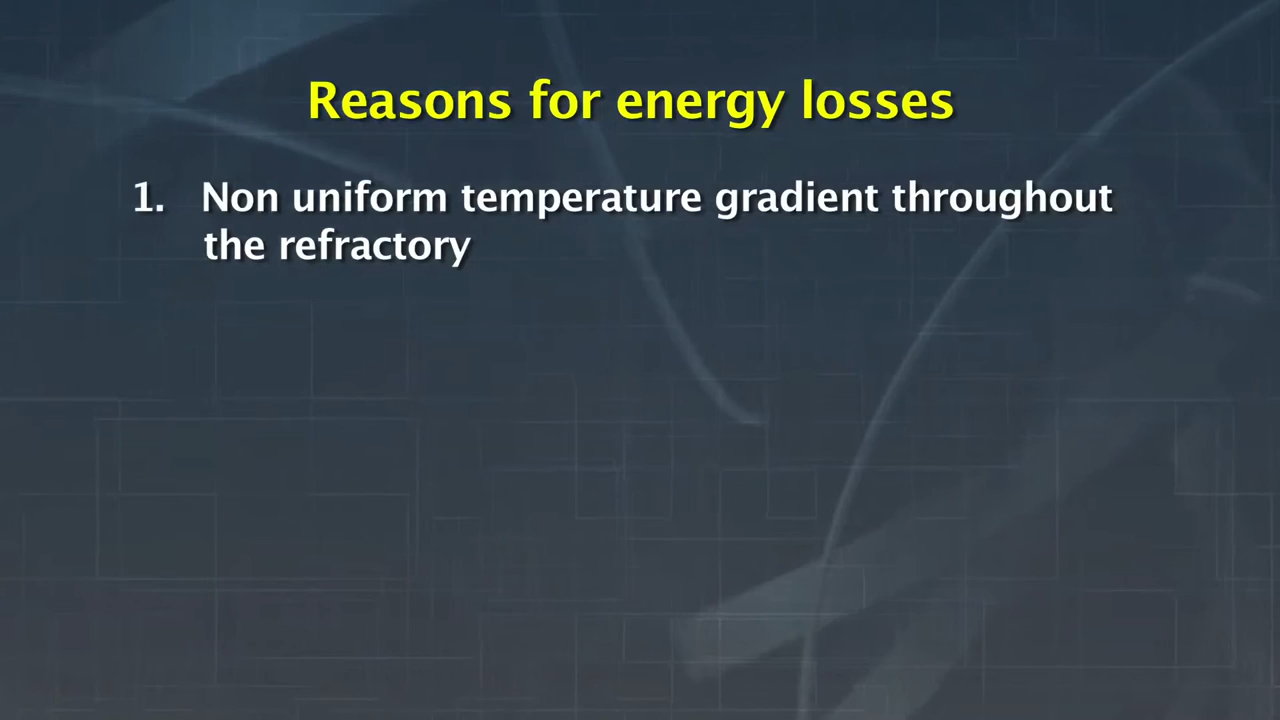 Reasons for energy losses
1. Non uniform temperature gradient throughout
the refractory